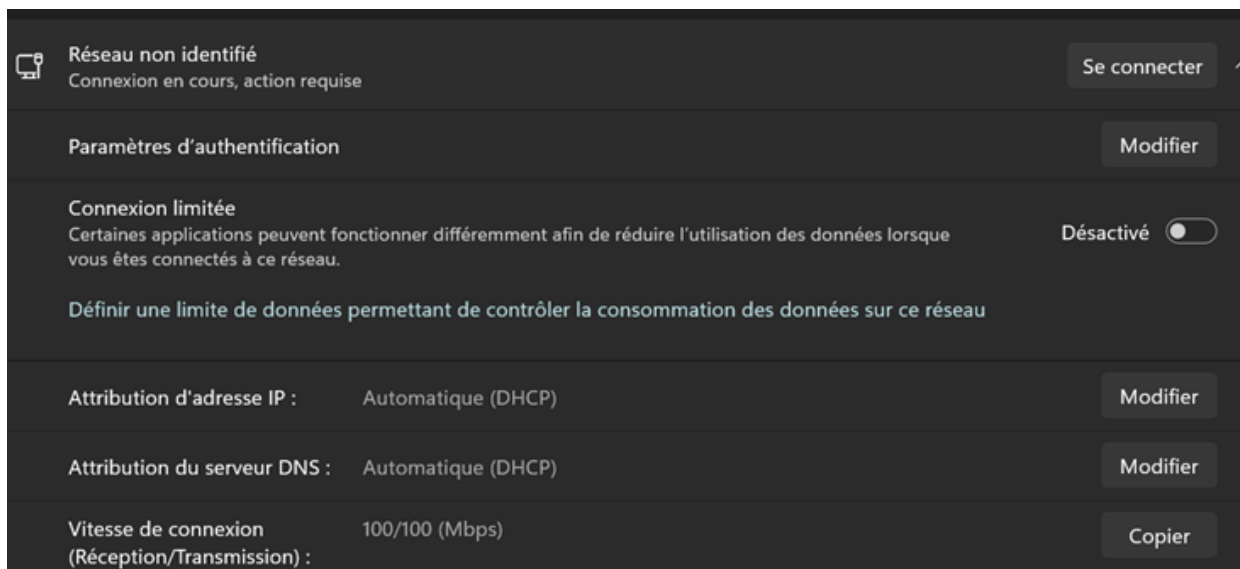 Réseau non identifié
Connexion en cours, action requise
Se connecter
Paramètres d'authentification
Modifier
Connexion limitée
Certaines applications peuvent fonctionner différemment afin de réduire l'utilisation des données lorsque
vous êtes connectés à ce réseau.
Désactivé
Définir une limite de données permettant de contrôler la consommation des données sur ce réseau
Attribution d'adresse IP : Automatique (DHCP)
Modifier
Attribution du serveur DNS : Automatique (DHCP)
Modifier
Vitesse de connexion
(Réception/Transmission) :
100/100 (Mbps)
Copier